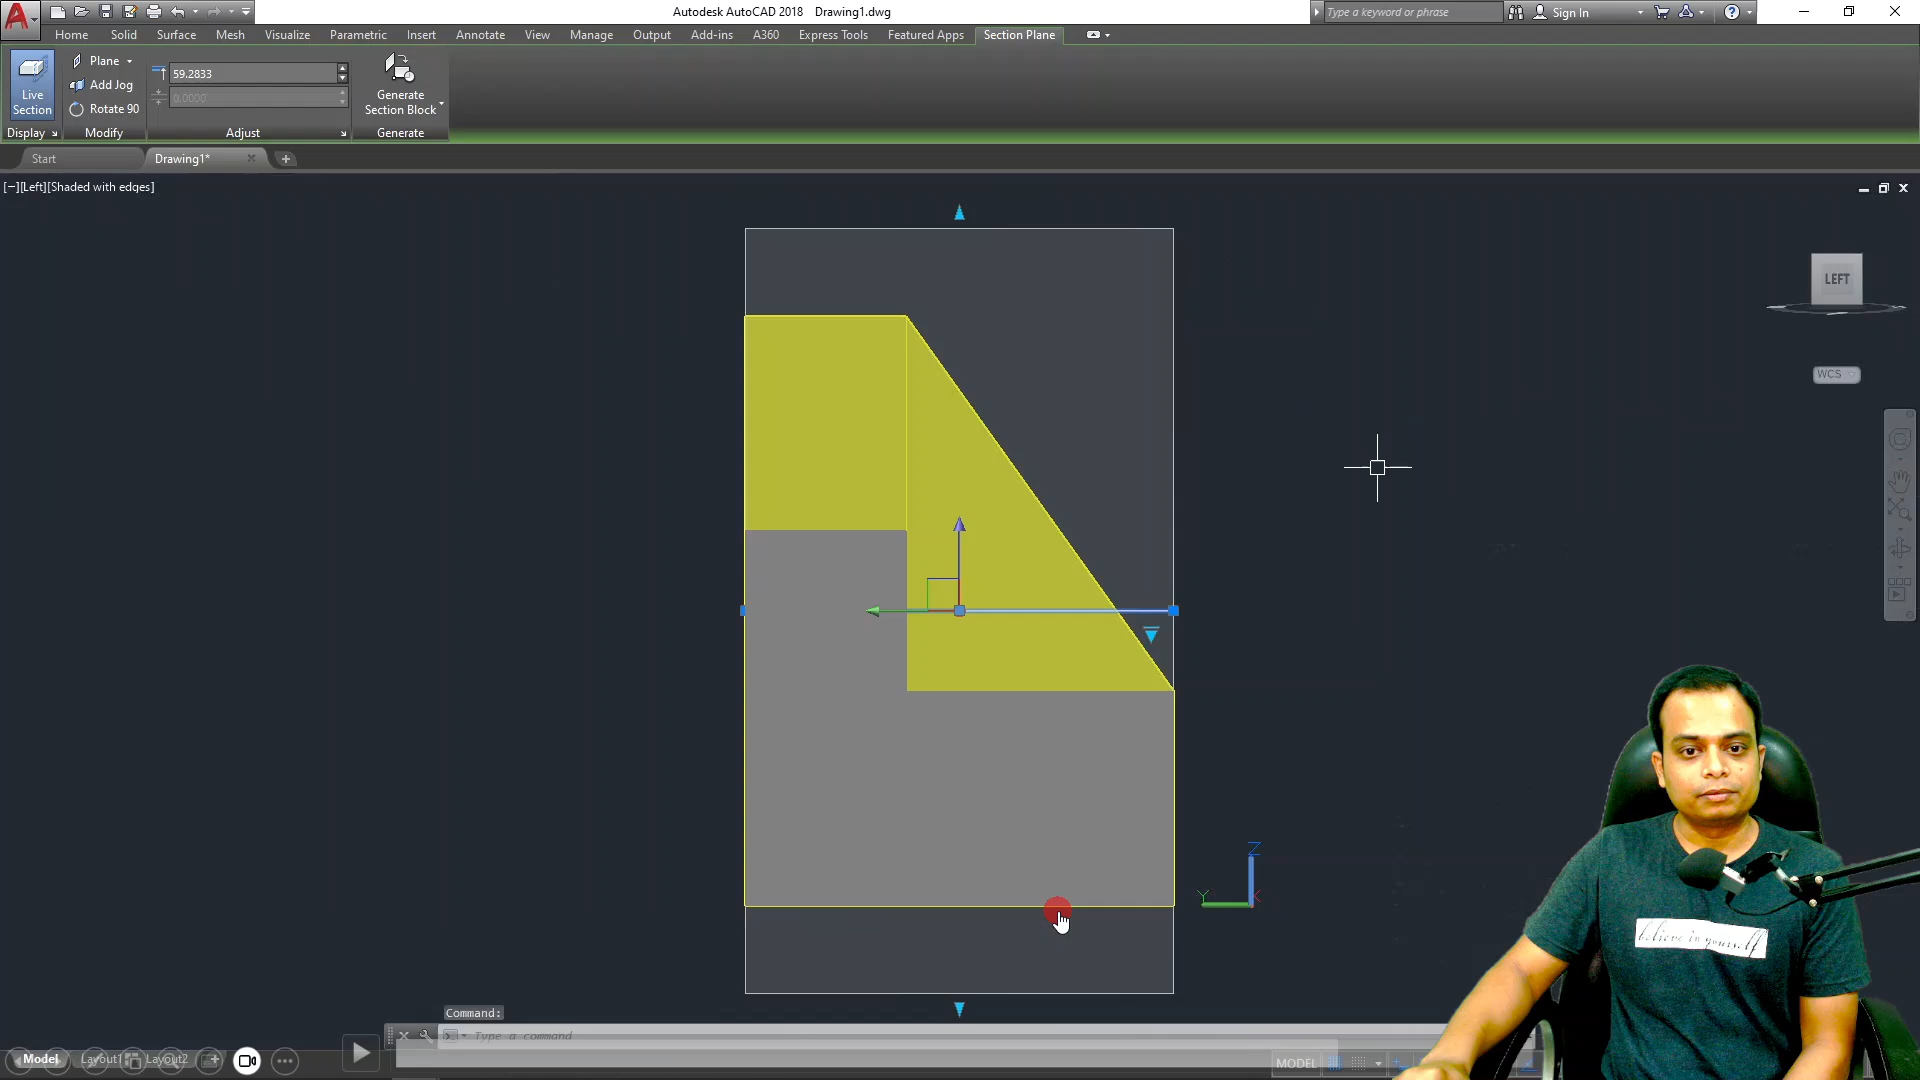 Autodesk AutoCAD 2018 Drawing1.dwg
Type a keyword or phrase
Sign In
Home Solid Surface Mesh Visualize Parametric Insert Annotate View Manage Output Add-ins A360 Express Tools Featured Apps Section Plane
Live
Section
Plane
Add Jog
Rotate 90
59.2833
0.0000
Generate
Section Block
Display
Modify
Adjust
Generate
Start
Drawing1*
[−][Left][Shaded with edges]
LEFT
WCS
Z
Y
X
believe in yourself
Command:
Type a command
Model
Layout1
Layout2
MODEL